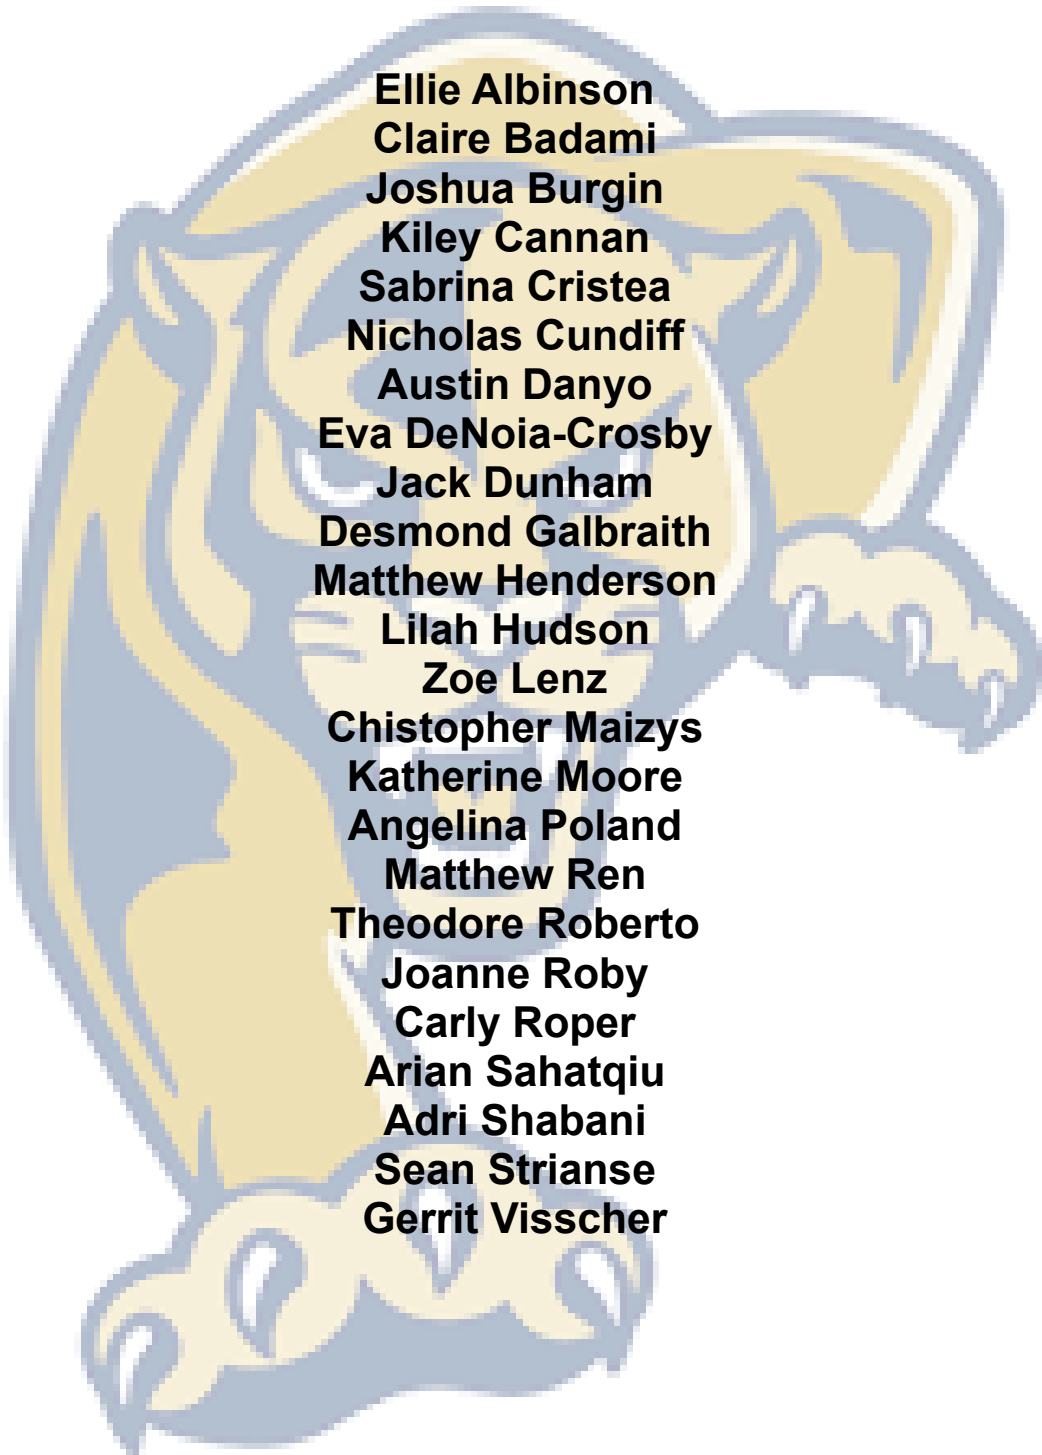 Ellie Albinson
Claire Badami
Joshua Burgin
Kiley Cannan
Sabrina Cristea
Nicholas Cundiff
Austin Danyo
Eva DeNoia-Crosby
Jack Dunham
Desmond Galbraith
Matthew Henderson
Lilah Hudson
Zoe Lenz
Chistopher Maizys
Katherine Moore
Angelina Poland
Matthew Ren
Theodore Roberto
Joanne Roby
Carly Roper
Arian Sahatqiu
Adri Shabani
Sean Strianse
Gerrit Visscher